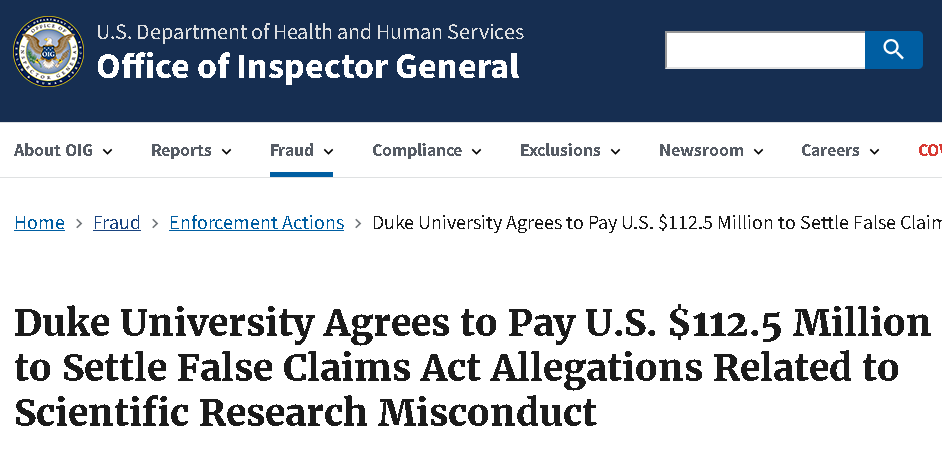 U.S. Department of Health and Human Services
Office of Inspector General
About OIG
Reports
Fraud
Compliance
Exclusions
Newsroom
Careers
COV
Home > Fraud > Enforcement Actions > Duke University Agrees to Pay U.S. $112.5 Million to Settle False Claim
Duke University Agrees to Pay U.S. $112.5 Million
to Settle False Claims Act Allegations Related to
Scientific Research Misconduct